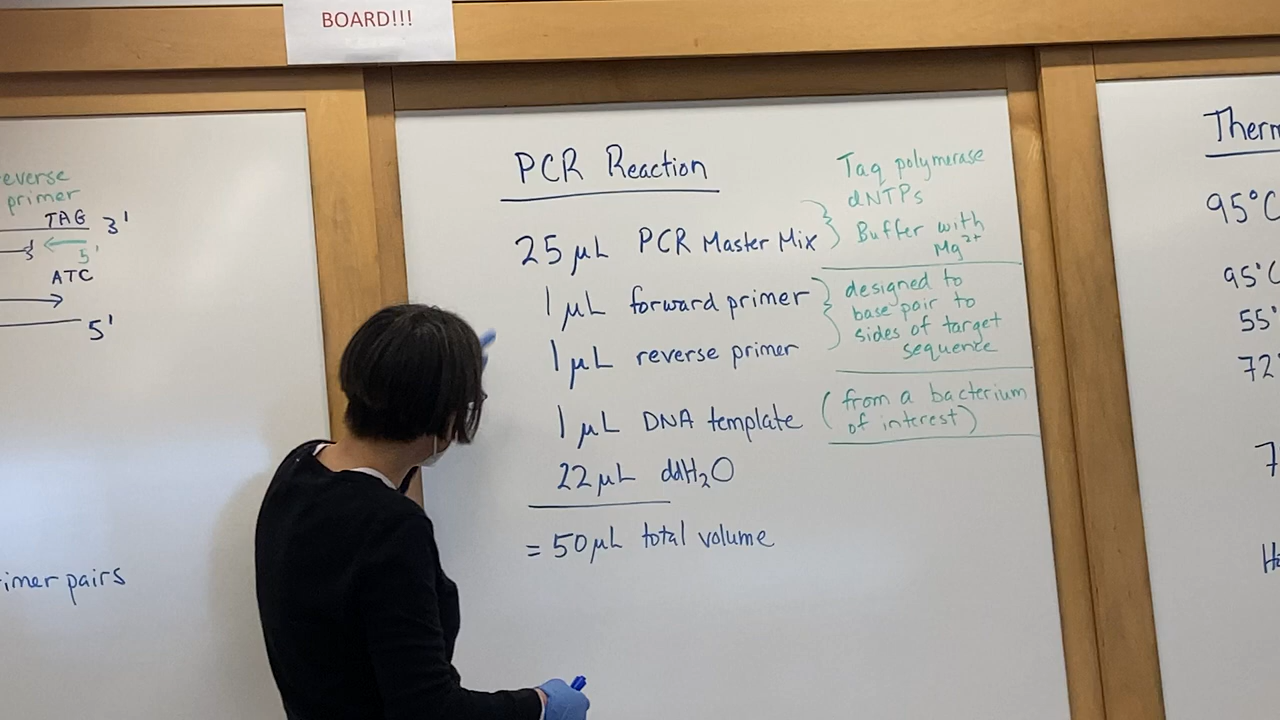 BOARD!!!
everse
primer
TAG 3'
5'
ATC
5'
imer pairs
PCR Reaction
25 μL PCR Master Mix
1 μL forward primer
1 μL reverse primer
1 μL DNA template
22 μL ddH₂O
= 50 μL total volume
Taq polymerase
dNTPs
Buffer with
Mg²⁺
designed to
base pair to
sides of target
sequence
(from a bacterium
of interest)
Therm
95°C
95°C
55°
72°
7